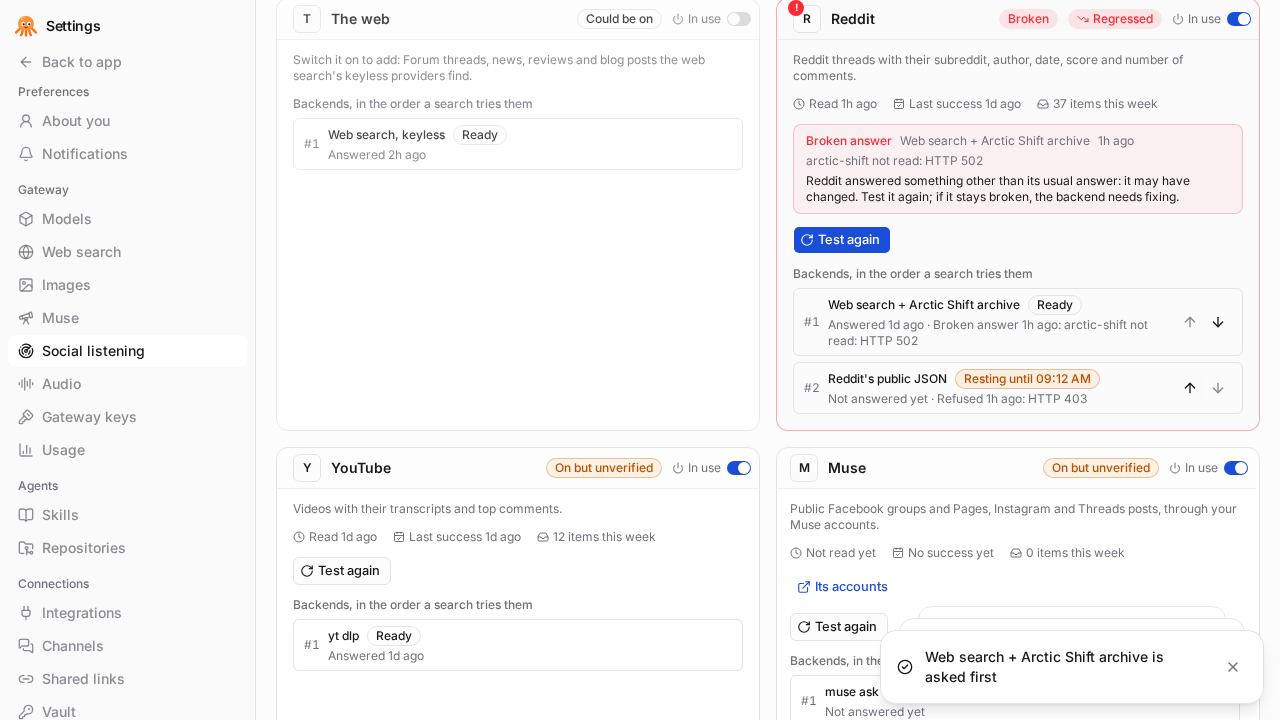 Settings
Back to app
Preferences
About you
Notifications
Gateway
Models
Web search
Images
Muse
Social listening
Audio
Gateway keys
Usage
Agents
Skills
Repositories
Connections
Integrations
Channels
Shared links
Vault
T The web Could be on In use
Switch it on to add: Forum threads, news, reviews and blog posts the web
search's keyless providers find.
Backends, in the order a search tries them
#1 Web search, keyless Ready
Answered 2h ago
! R Reddit Broken Regressed In use
Reddit threads with their subreddit, author, date, score and number of
comments.
Read 1h ago Last success 1d ago 37 items this week
Broken answer Web search + Arctic Shift archive 1h ago
arctic-shift not read: HTTP 502
Reddit answered something other than its usual answer: it may have
changed. Test it again; if it stays broken, the backend needs fixing.
Test again
Backends, in the order a search tries them
#1 Web search + Arctic Shift archive Ready
Answered 1d ago · Broken answer 1h ago: arctic-shift not
read: HTTP 502
#2 Reddit's public JSON Resting until 09:12 AM
Not answered yet · Refused 1h ago: HTTP 403
Y YouTube On but unverified In use
Videos with their transcripts and top comments.
Read 1d ago Last success 1d ago 12 items this week
Test again
Backends, in the order a search tries them
#1 yt dlp Ready
Answered 1d ago
M Muse On but unverified In use
Public Facebook groups and Pages, Instagram and Threads posts, through your
Muse accounts.
Not read yet No success yet 0 items this week
Its accounts
Test again
Backends, in the
#1 muse ask
Not answered yet
Web search + Arctic Shift archive is
asked first